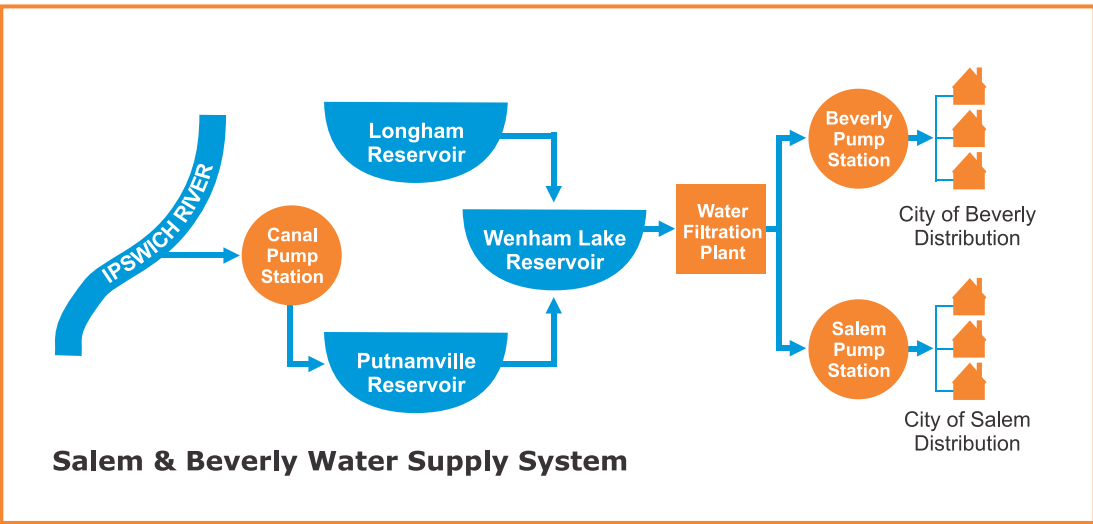 Longham
Reservoir
IPSWICH RIVER
Canal
Pump
Station
Wenham Lake
Reservoir
Putnamville
Reservoir
Water
Filtration
Plant
Beverly
Pump
Station
City of Beverly
Distribution
Salem
Pump
Station
City of Salem
Distribution
Salem & Beverly Water Supply System